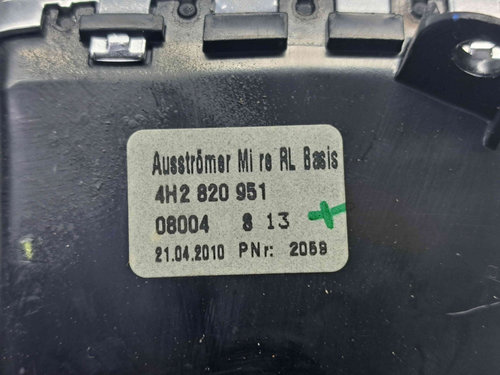 Ausströmer Mi re RL Basis
4H2 820 951
08004 8 13
21.04.2010 PNr: 2059